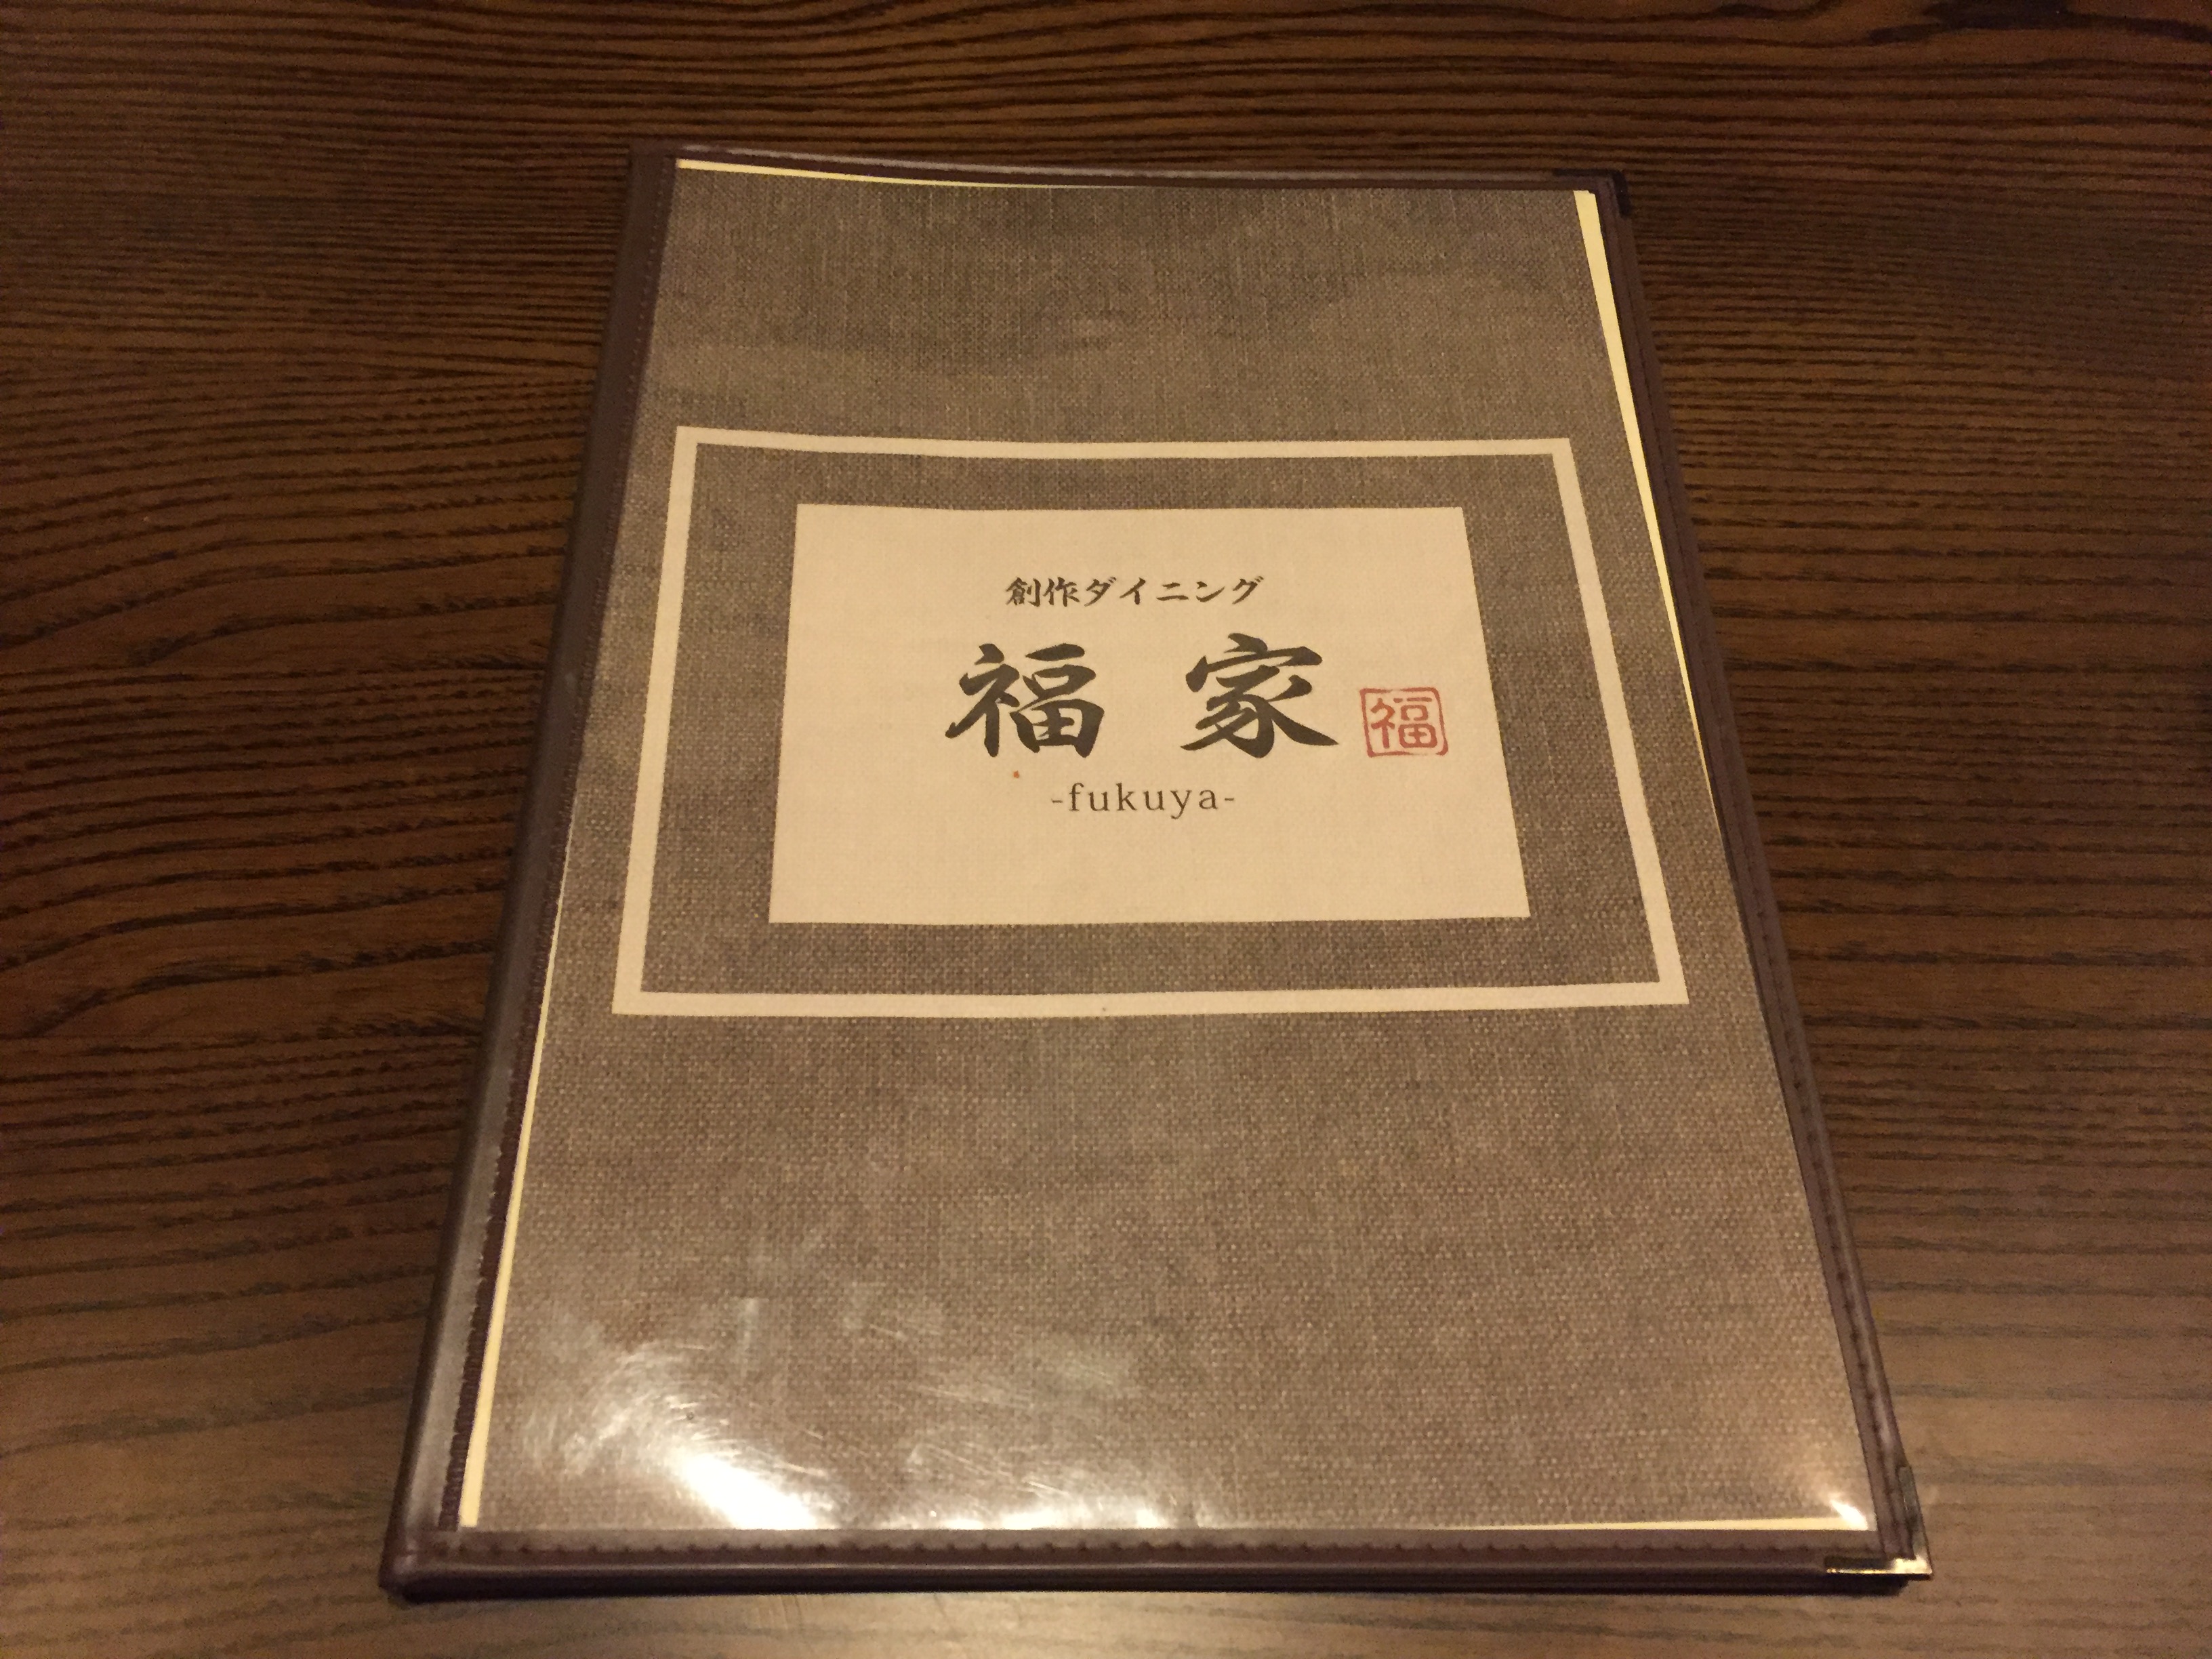 創作ダイニング
福家
福
-fukuya-